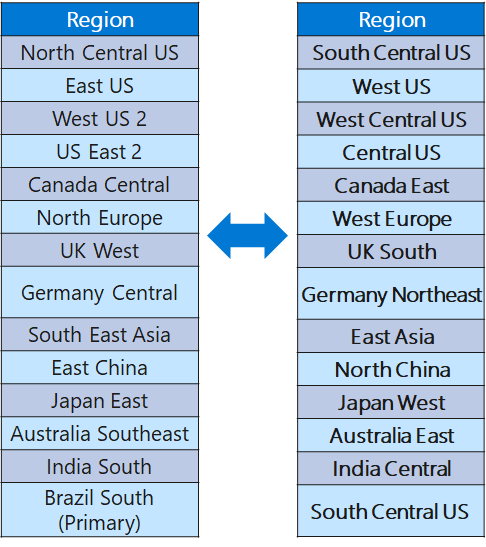 Region
North Central US
East US
West US 2
US East 2
Canada Central
North Europe
UK West
Germany Central
South East Asia
East China
Japan East
Australia Southeast
India South
Brazil South
(Primary)
Region
South Central US
West US
West Central US
Central US
Canada East
West Europe
UK South
Germany Northeast
East Asia
North China
Japan West
Australia East
India Central
South Central US